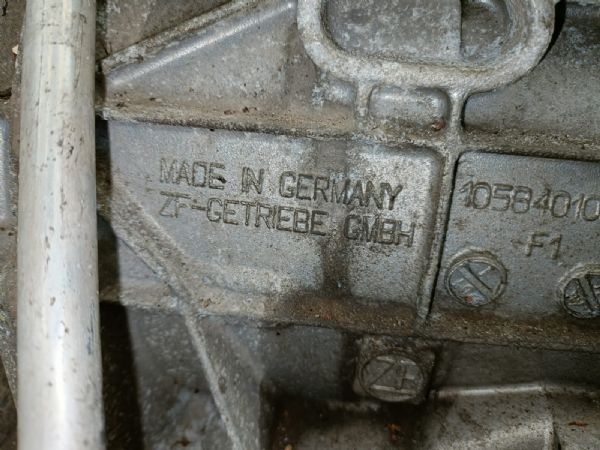 MADE IN GERMANY
ZF-GETRIEBE GMBH
10584010
F1
ZF